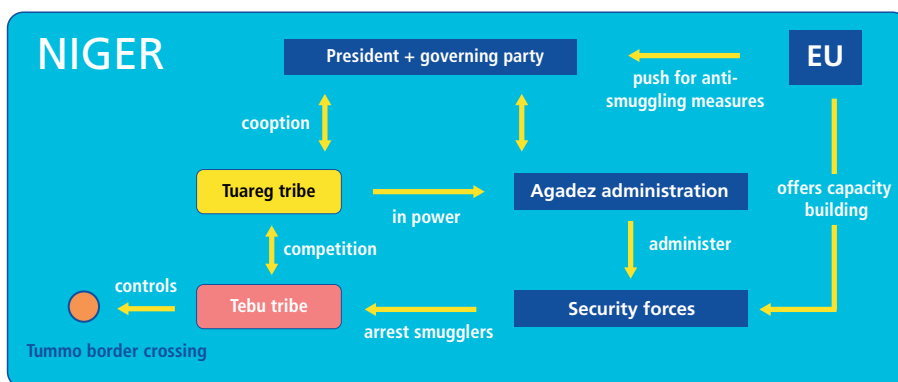 NIGER
President + governing party
EU
push for anti-
smuggling measures
cooption
Tuareg tribe
in power
Agadez administration
offers capacity
building
competition
administer
controls
Tebu tribe
arrest smugglers
Security forces
Tummo border crossing